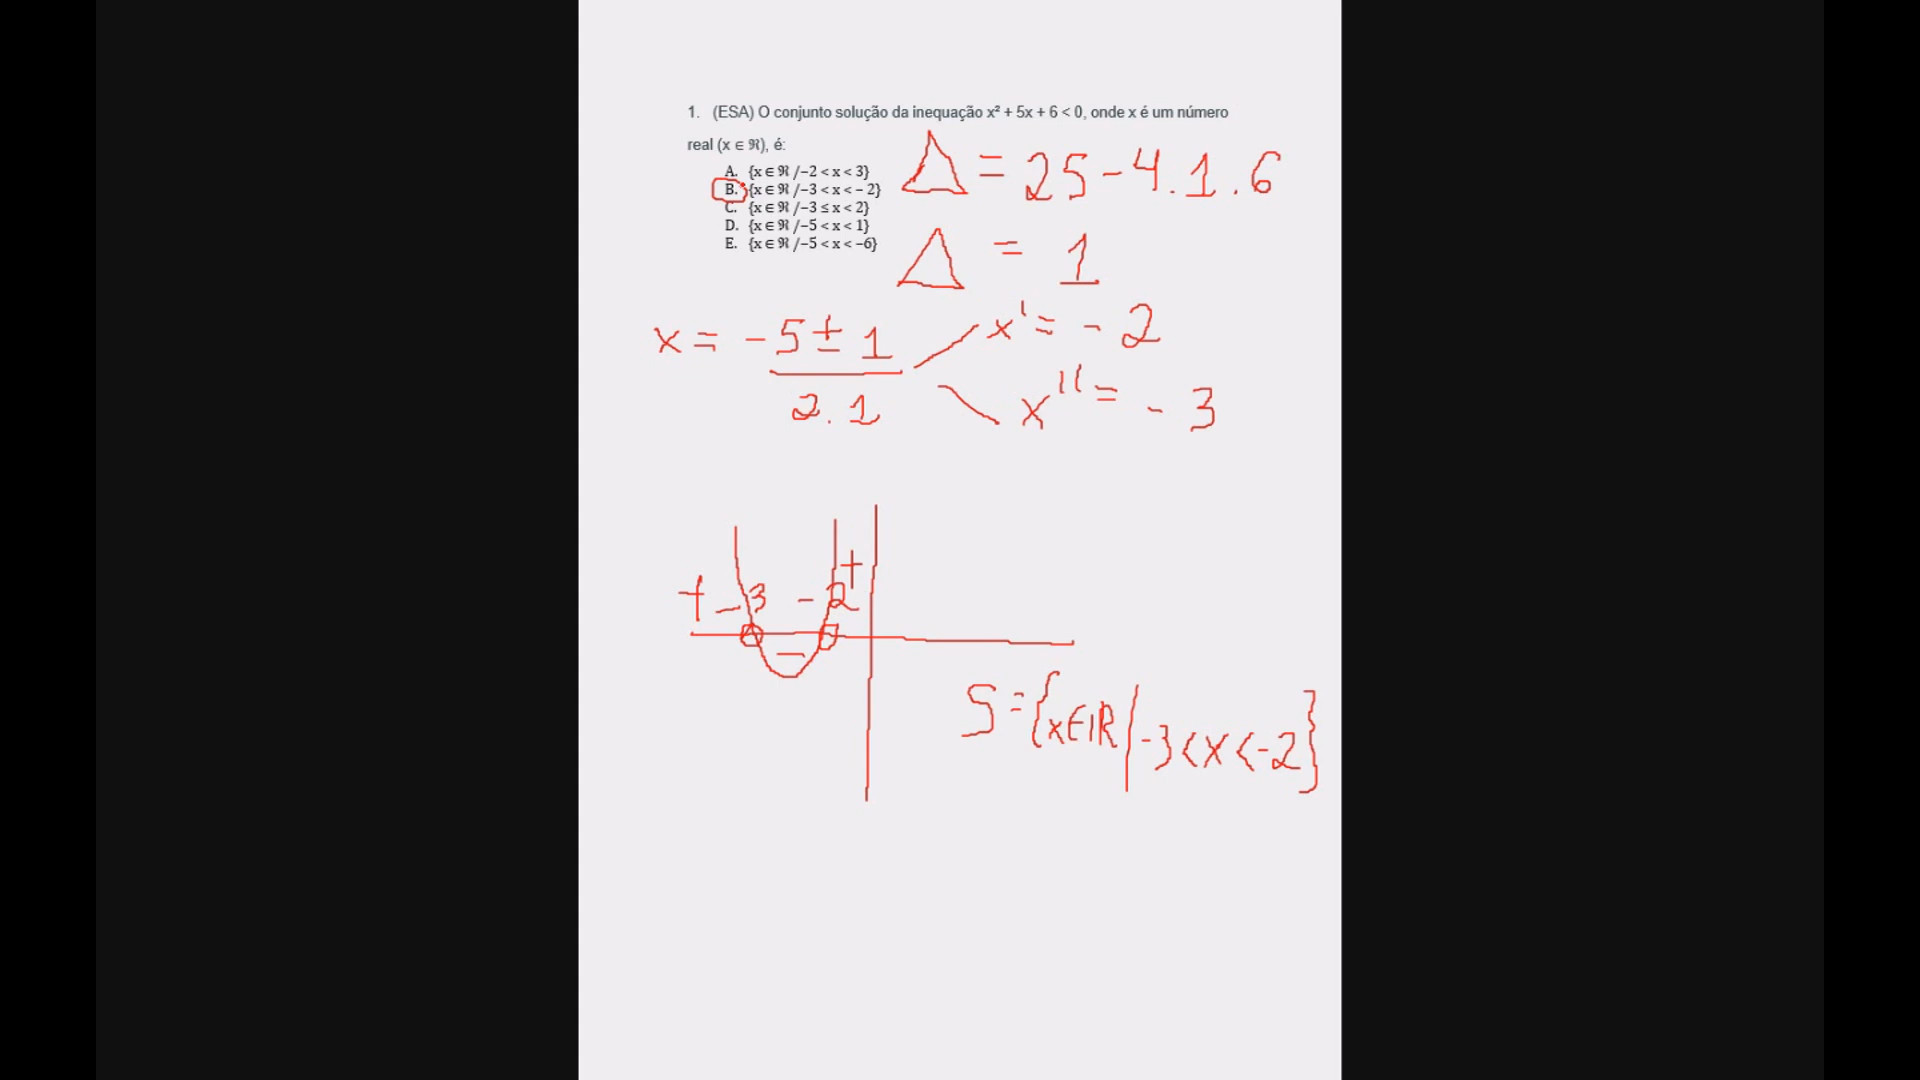 1. (ESA) O conjunto solução da inequação x² + 5x + 6 < 0, onde x é um número
real (x ∈ ℜ), é:
A. {x ∈ ℜ /−2 < x < 3}
B. {x ∈ ℜ /−3 < x < − 2}
C. {x ∈ ℜ /−3 ≤ x < 2}
D. {x ∈ ℜ /−5 < x < 1}
E. {x ∈ ℜ /−5 < x < −6}
Δ = 25 - 4.1.6
Δ = 1
x = -5 ± 1
2.1
x' = -2
x'' = -3
+ -3 -2 +
-
S = {x∈IR | -3 < x < -2}